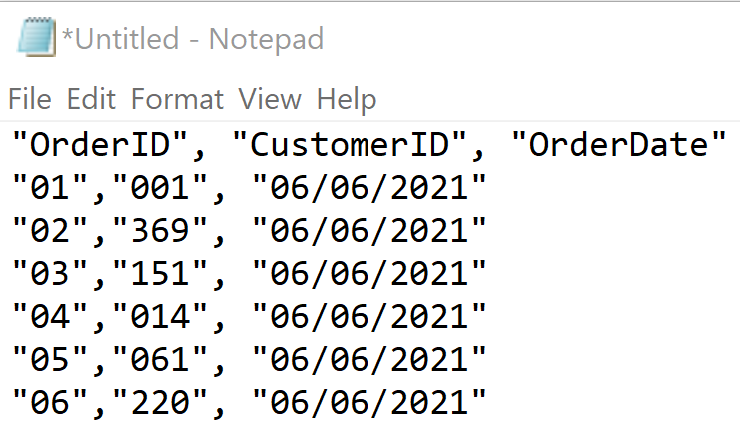 *Untitled - Notepad
File Edit Format View Help
"OrderID", "CustomerID", "OrderDate"
"01","001", "06/06/2021"
"02","369", "06/06/2021"
"03","151", "06/06/2021"
"04","014", "06/06/2021"
"05","061", "06/06/2021"
"06","220", "06/06/2021"